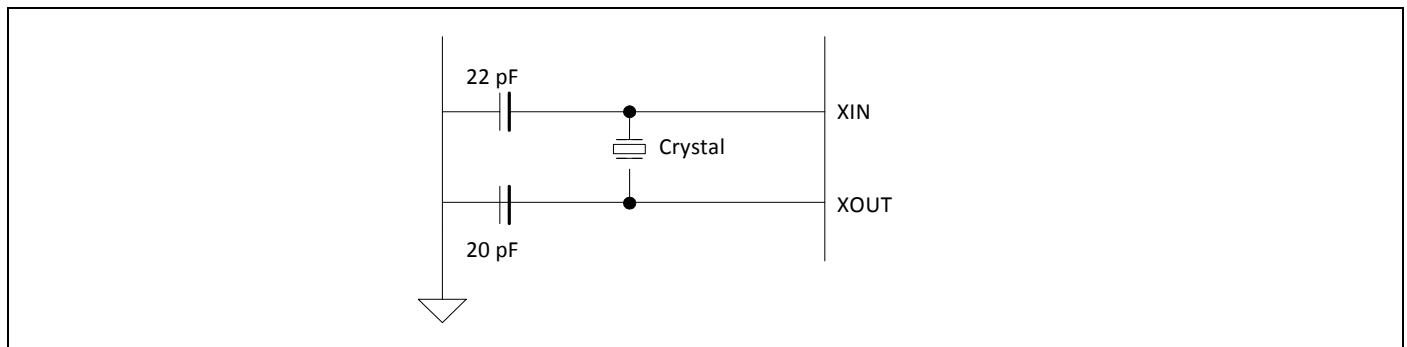 22 pF
XIN
Crystal
XOUT
20 pF